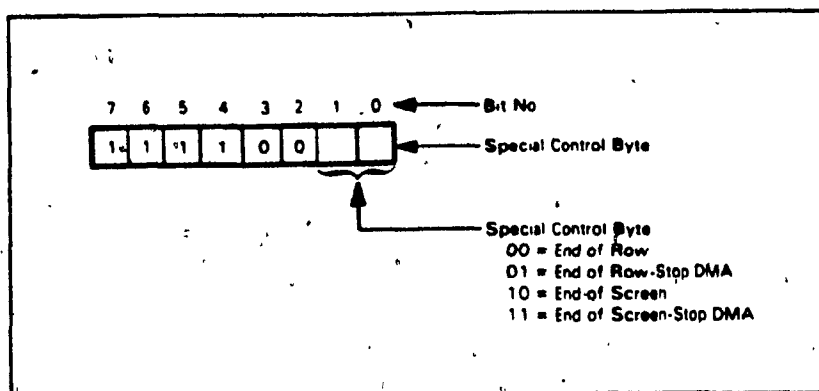 7 6 5 4 3 2 1 0 Bit No
1 1 1 1 0 0 Special Control Byte
Special Control Byte
00 = End of Row
01 = End of Row-Stop DMA
10 = End of Screen
11 = End of Screen-Stop DMA